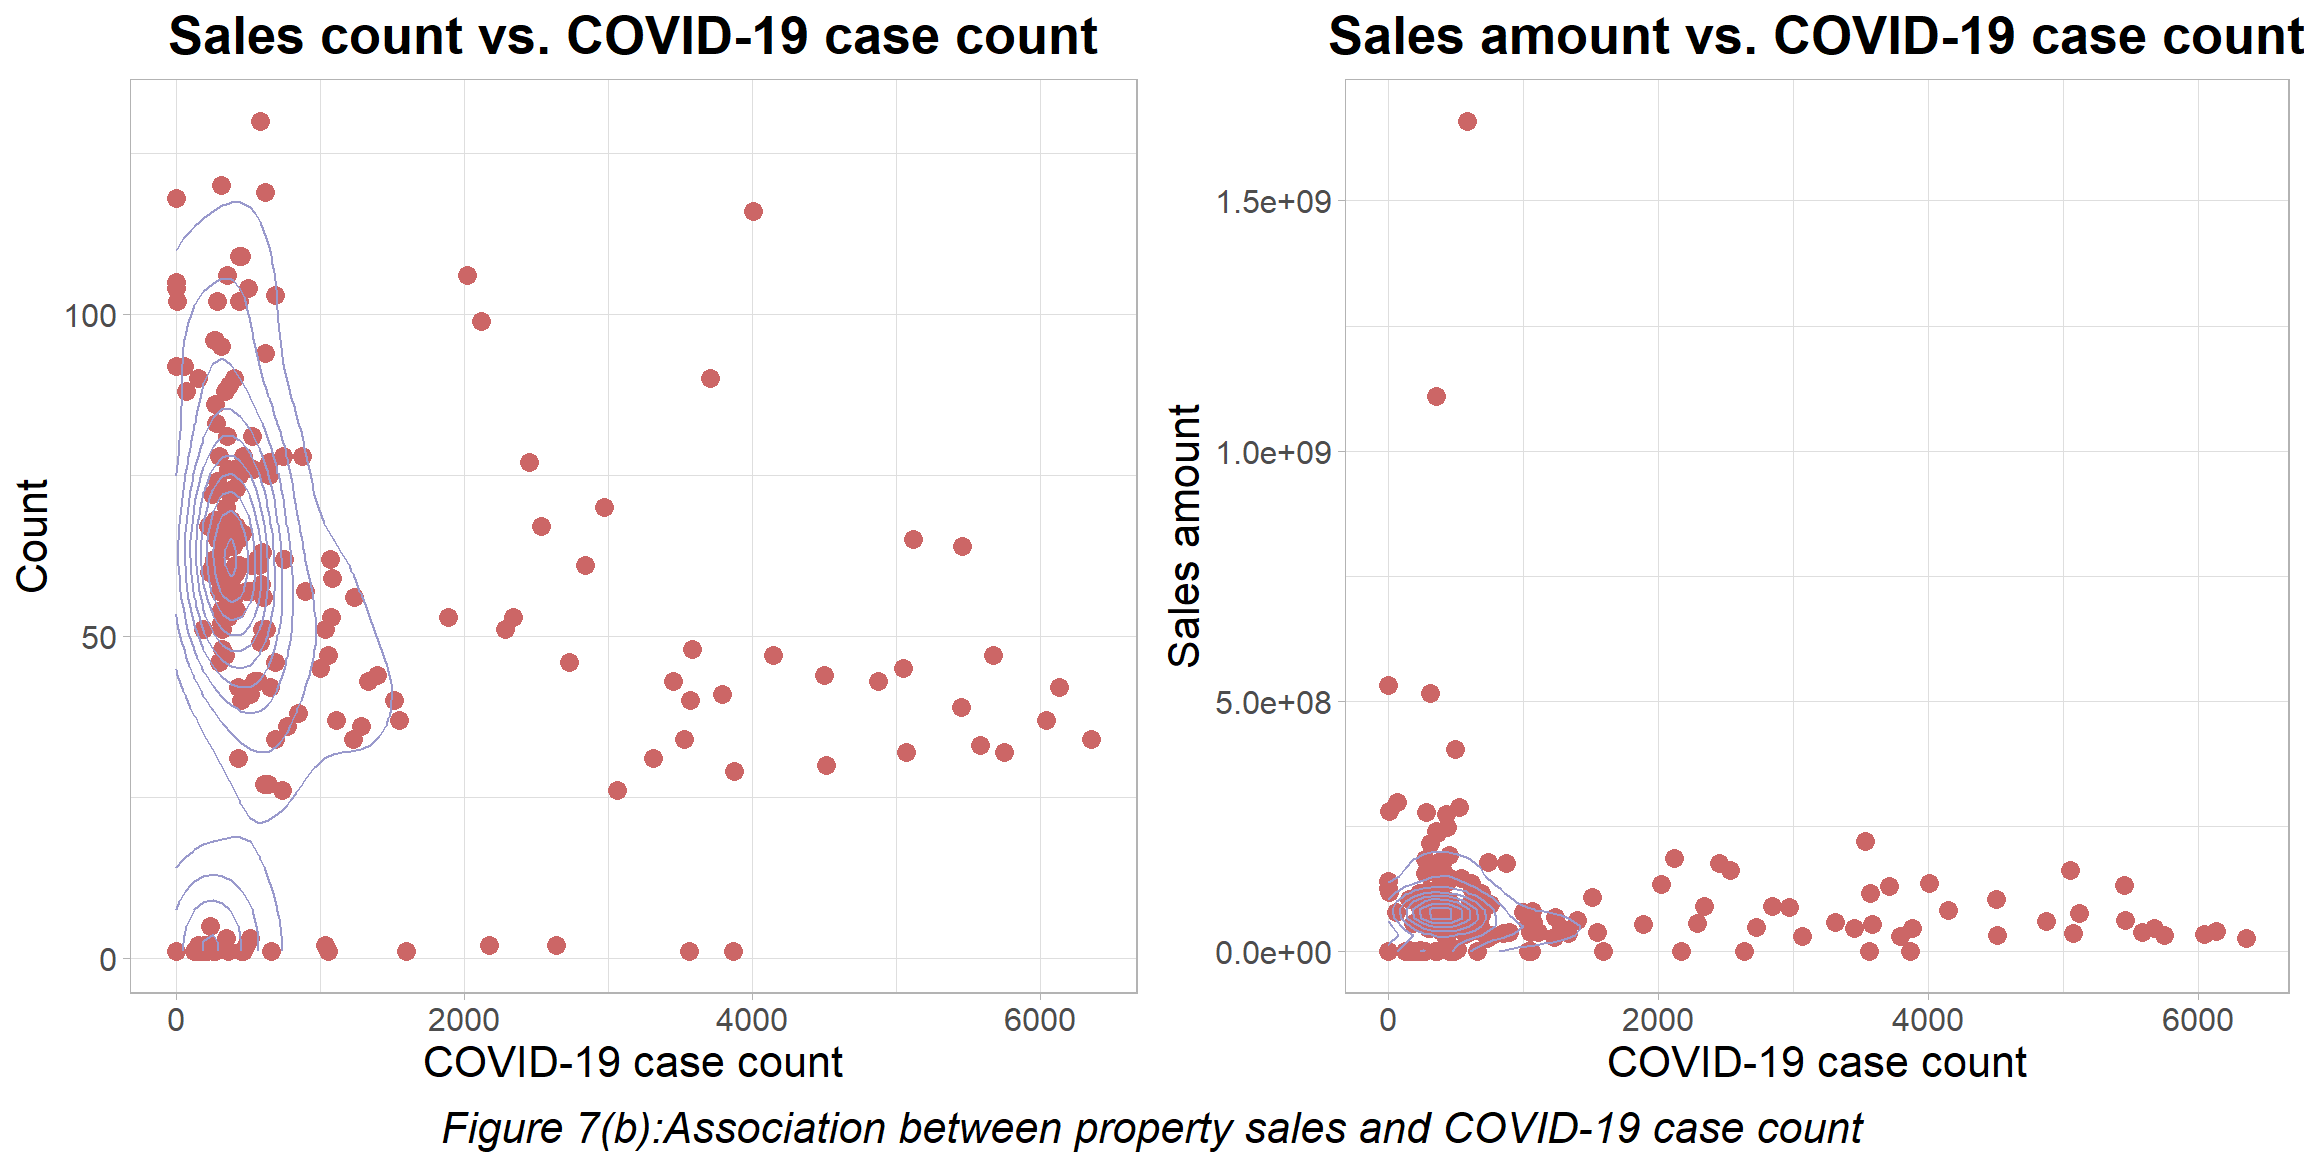 Sales count vs. COVID-19 case count
Count
100
50
0
0 2000 4000 6000
COVID-19 case count
Sales amount vs. COVID-19 case count
Sales amount
1.5e+09
1.0e+09
5.0e+08
0.0e+00
0 2000 4000 6000
COVID-19 case count
Figure 7(b):Association between property sales and COVID-19 case count